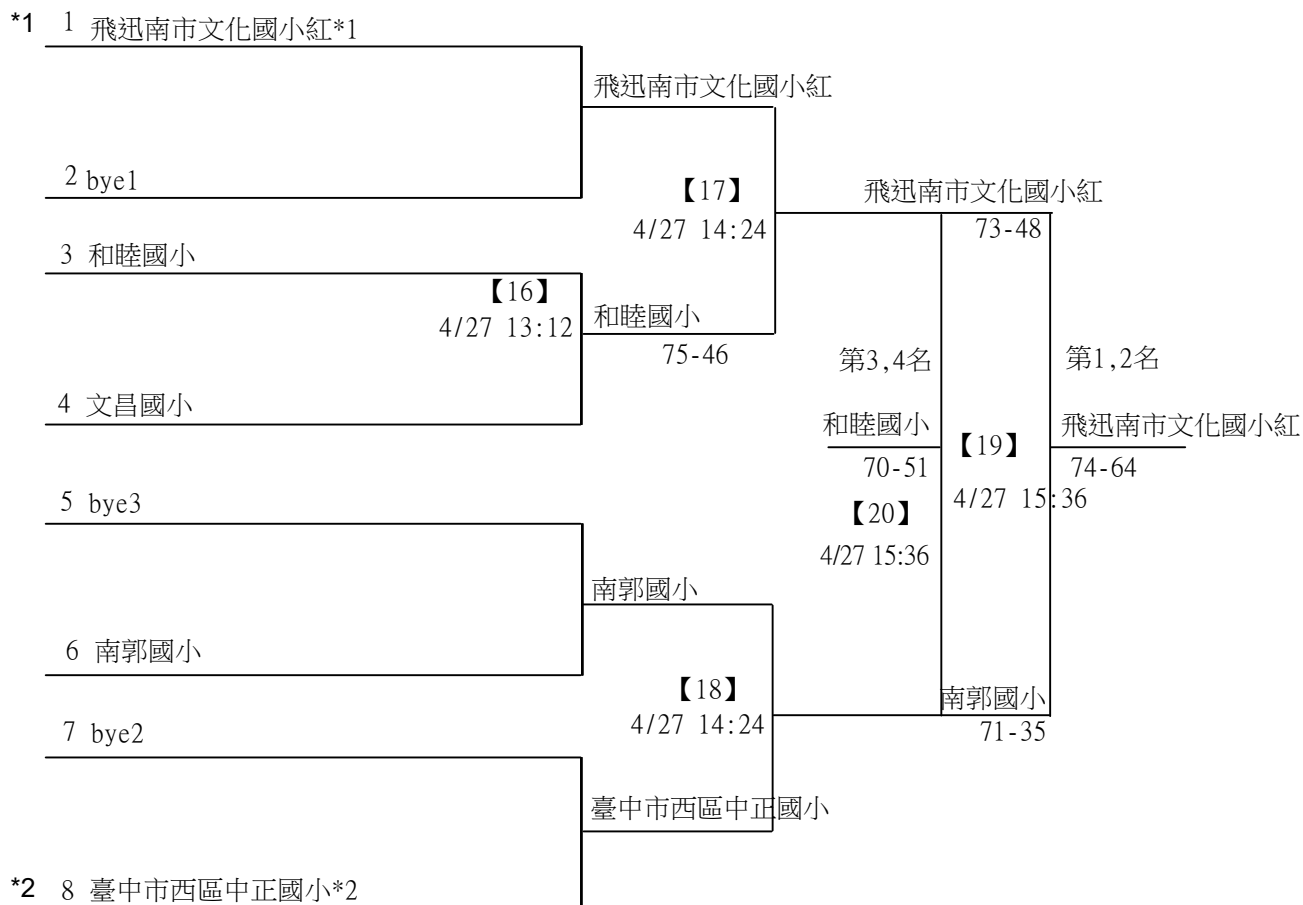 *1 1 飛迅南市文化國小紅*1
飛迅南市文化國小紅
2 bye1
【17】
4/27 14:24
飛迅南市文化國小紅
73-48
3 和睦國小
【16】
4/27 13:12
和睦國小
75-46
第3,4名
第1,2名
4 文昌國小
和睦國小
70-51
【20】
4/27 15:36
【19】
4/27 15:36
飛迅南市文化國小紅
74-64
5 bye3
南郭國小
6 南郭國小
【18】
4/27 14:24
南郭國小
71-35
7 bye2
臺中市西區中正國小
*2 8 臺中市西區中正國小*2